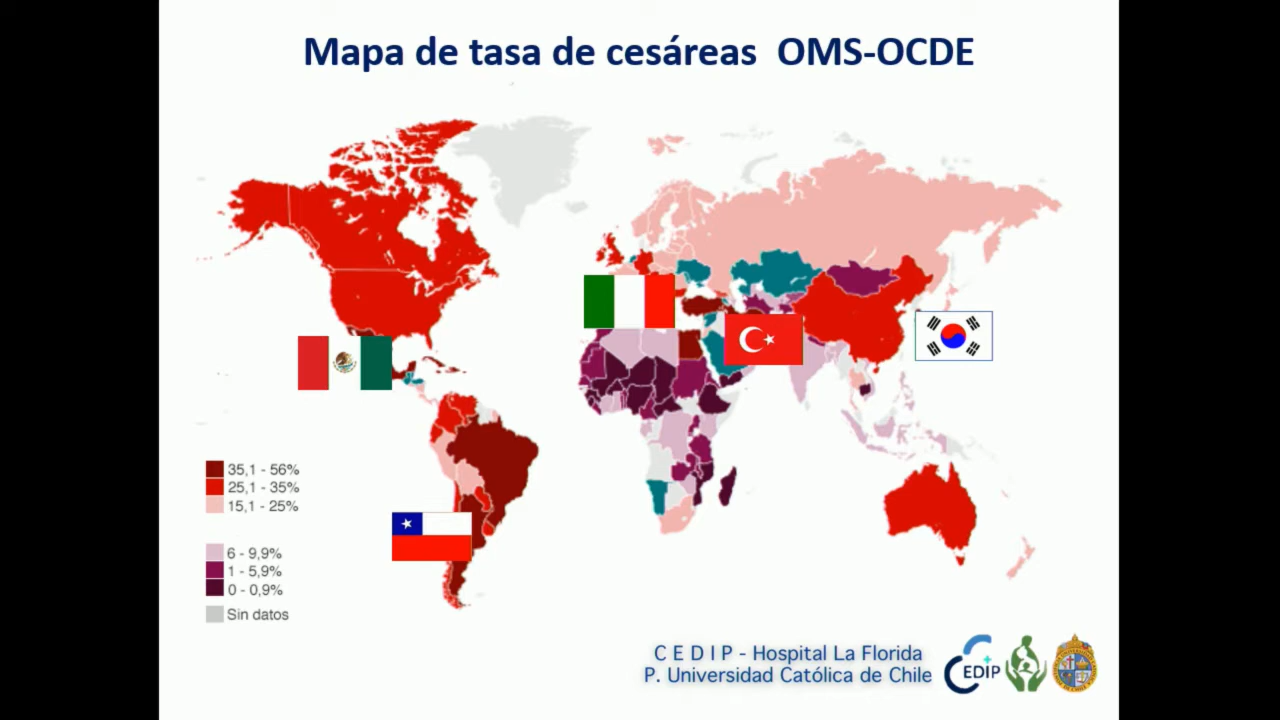 Mapa de tasa de cesáreas OMS-OCDE
35,1 - 56%
25,1 - 35%
15,1 - 25%
6 - 9,9%
1 - 5,9%
0 - 0,9%
Sin datos
C E D I P - Hospital La Florida
P. Universidad Católica de Chile
CEDIP